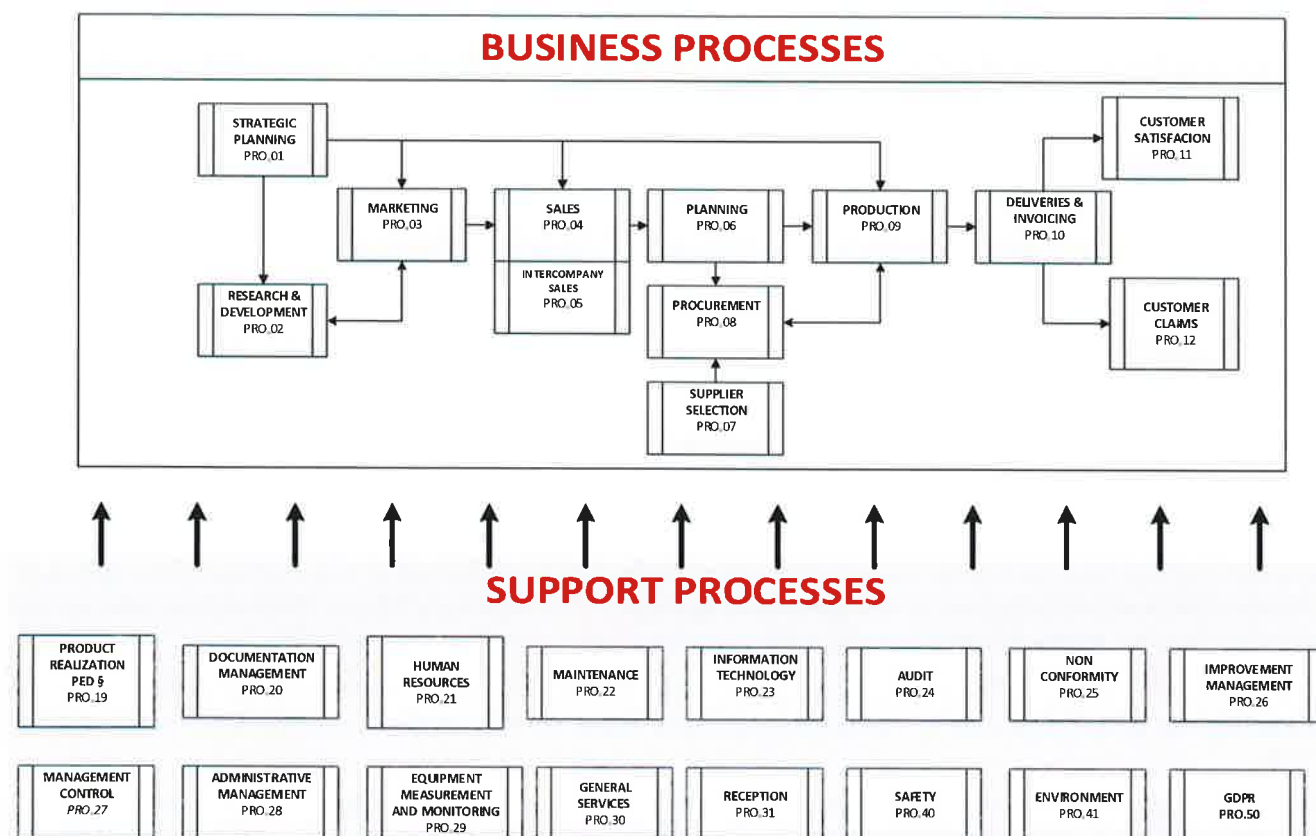 BUSINESS PROCESSES
STRATEGIC
PLANNING
PRO.01
CUSTOMER
SATISFACION
PRO.11
MARKETING
PRO.03
SALES
PRO.04
PLANNING
PRO.06
PRODUCTION
PRO.09
DELIVERIES &
INVOICING
PRO.10
INTERCOMPANY
SALES
PRO.05
RESEARCH &
DEVELOPMENT
PRO.02
PROCUREMENT
PRO.08
CUSTOMER
CLAIMS
PRO.12
SUPPLIER
SELECTION
PRO.07
SUPPORT PROCESSES
PRODUCT
REALIZATION
PED §
PRO.19
DOCUMENTATION
MANAGEMENT
PRO.20
HUMAN
RESOURCES
PRO.21
MAINTENANCE
PRO.22
INFORMATION
TECHNOLOGY
PRO.23
AUDIT
PRO.24
NON
CONFORMITY
PRO.25
IMPROVEMENT
MANAGEMENT
PRO.26
MANAGEMENT
CONTROL
PRO.27
ADMINISTRATIVE
MANAGEMENT
PRO.28
EQUIPMENT
MEASUREMENT
AND MONITORING
PRO.29
GENERAL
SERVICES
PRO.30
RECEPTION
PRO.31
SAFETY
PRO.40
ENVIRONMENT
PRO.41
GDPR
PRO.50